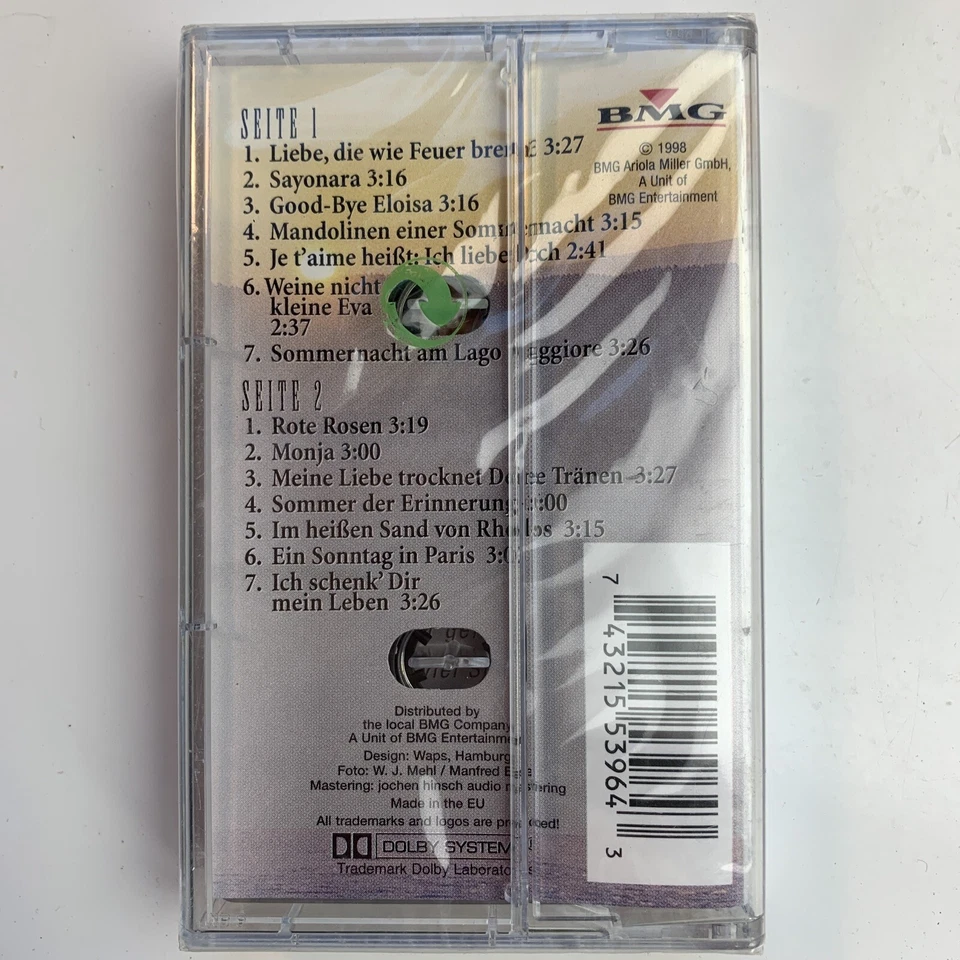 SEITE 1
1. Liebe, die wie Feuer brennt 3:27
2. Sayonara 3:16
3. Good-Bye Eloisa 3:16
4. Mandolinen einer Sommernacht 3:15
5. Je t'aime heißt: Ich liebe Dich 2:41
6. Weine nicht
kleine Eva
2:37
7. Sommernacht am Lago Maggiore 3:26
SEITE 2
1. Rote Rosen 3:19
2. Monja 3:00
3. Meine Liebe trocknet Deine Tränen 3:27
4. Sommer der Erinnerung
5. Im heißen Sand von Rhodos 3:15
6. Ein Sonntag in Paris
7. Ich schenk' Dir
mein Leben 3:26
BMG
© 1998
BMG Ariola Miller GmbH,
A Unit of
BMG Entertainment
Distributed by
the local BMG Company
A Unit of BMG Entertainment
Design: Waps, Hamburg
Foto: W. J. Mehl / Manfred
Mastering: jochen hinsch audio mastering
Made in the EU
All trademarks and logos are protected!
DOLBY SYSTEM
Trademark Dolby Laboratories
7 43215 53964 3